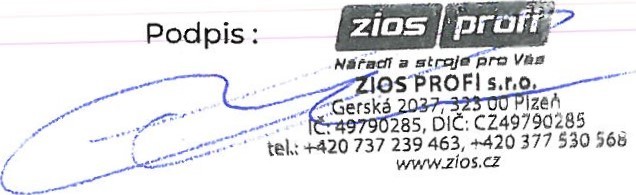 Podpis :
zios profi
Nářadí a stroje pro Vás
ZIOS PROFI s.r.o.
Gerská 2037, 323 00 Plzeň
IČ: 49790285, DIČ: CZ49790285
tel.: +420 737 239 463, +420 377 530 568
www.zios.cz